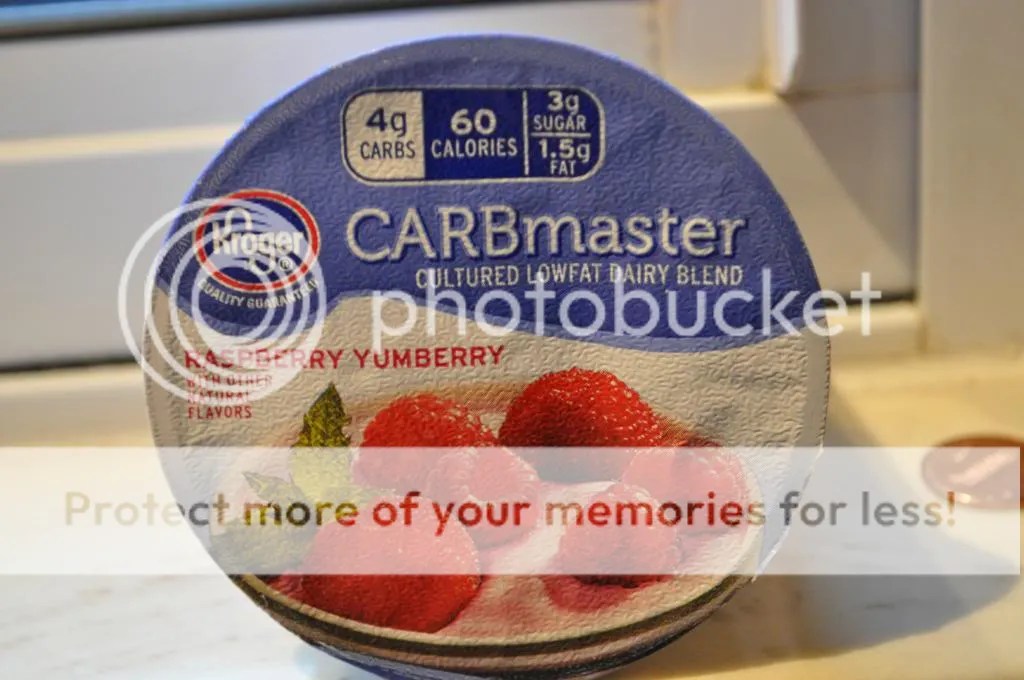 4g
CARBS
60
CALORIES
3g
SUGAR
1.5g
FAT
Kroger®
QUALITY GUARANTEED
CARBmaster
CULTURED LOWFAT DAIRY BLEND
photobucket
RASPBERRY YUMBERRY
WITH OTHER
NATURAL
FLAVORS
Protect more of your memories for less!